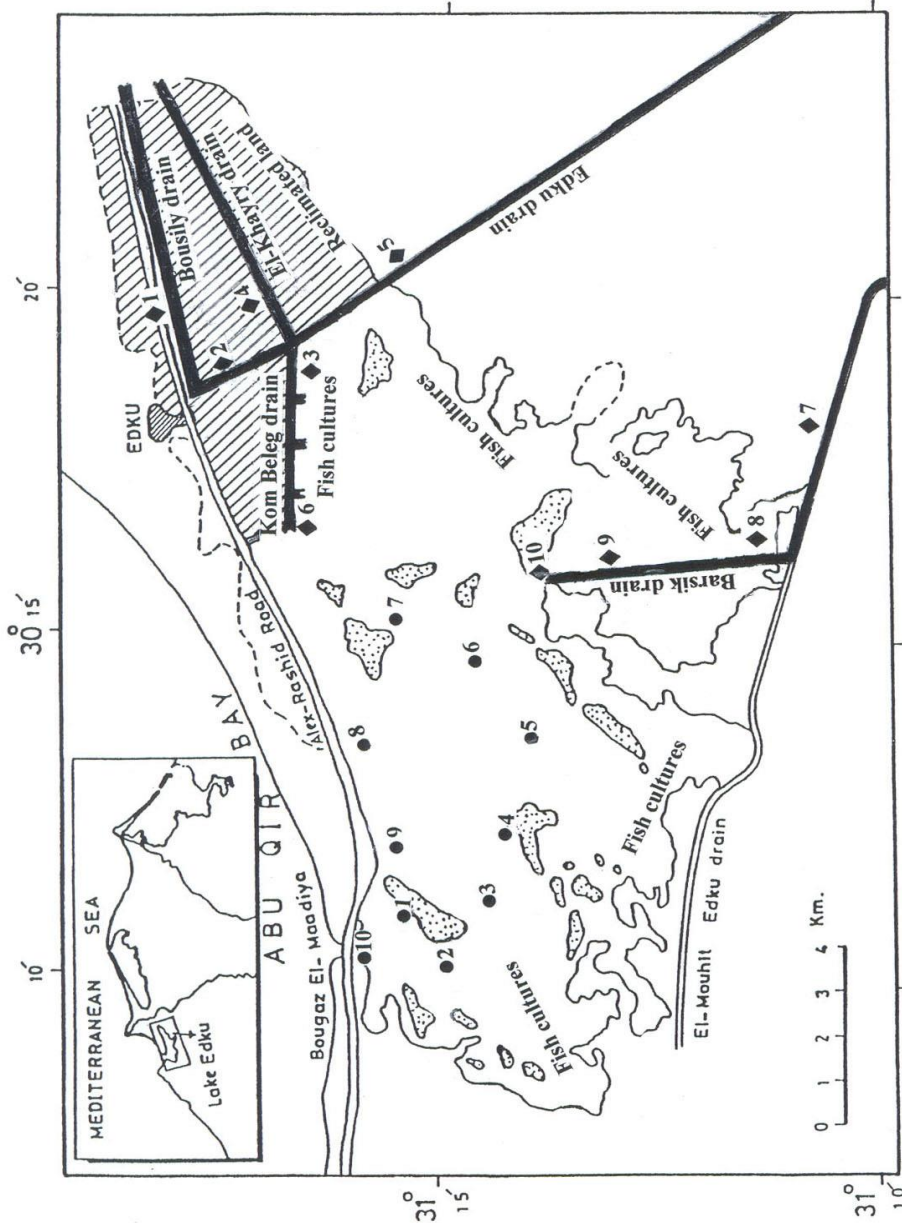 MEDITERRANEAN SEA
Lake Edku
ABU QIR BAY
Bougaz El-Maadiya
Alex-Rashid Road
EDKU
Bousily drain
El-Khayry drain
Reclimated land
Kom Beleg drain
Fish cultures
Edku drain
Fish cultures
Fish cultures
Barsik drain
Fish cultures
Fish cultures
El-Mouhit Edku drain
1
2
3
4
5
6
7
8
9
10
1
2
3
4
5
6
7
8
9
10
0 1 2 3 4 Km.
10′
30° 15′
20′
31° 15′
31° 10′